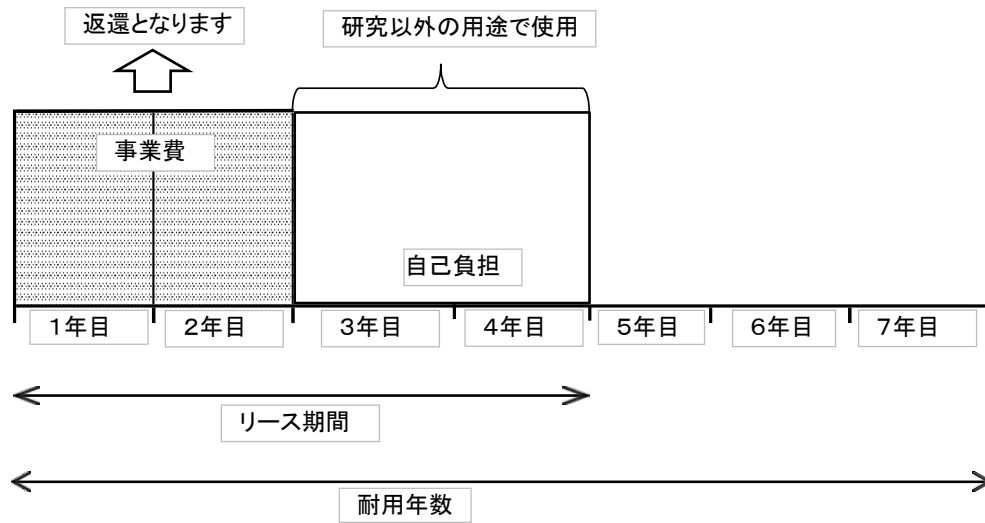 返還となります
研究以外の用途で使用
事業費
自己負担
１年目
２年目
３年目
４年目
５年目
６年目
７年目
リース期間
耐用年数